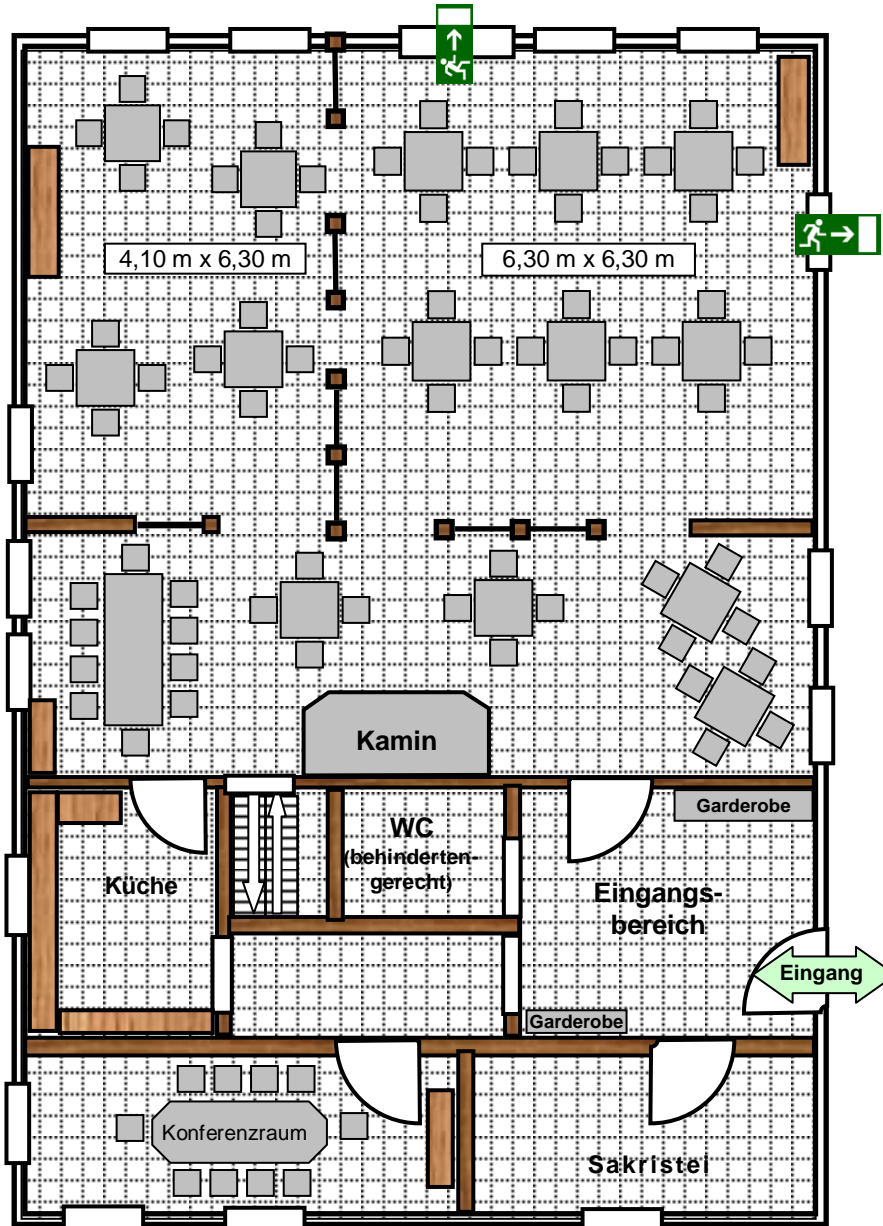 4,10 m x 6,30 m
6,30 m x 6,30 m
Kamin
Garderobe
WC
(behinderten-
gerecht)
Küche
Eingangs-
bereich
Eingang
Garderobe
Konferenzraum
Sakristei